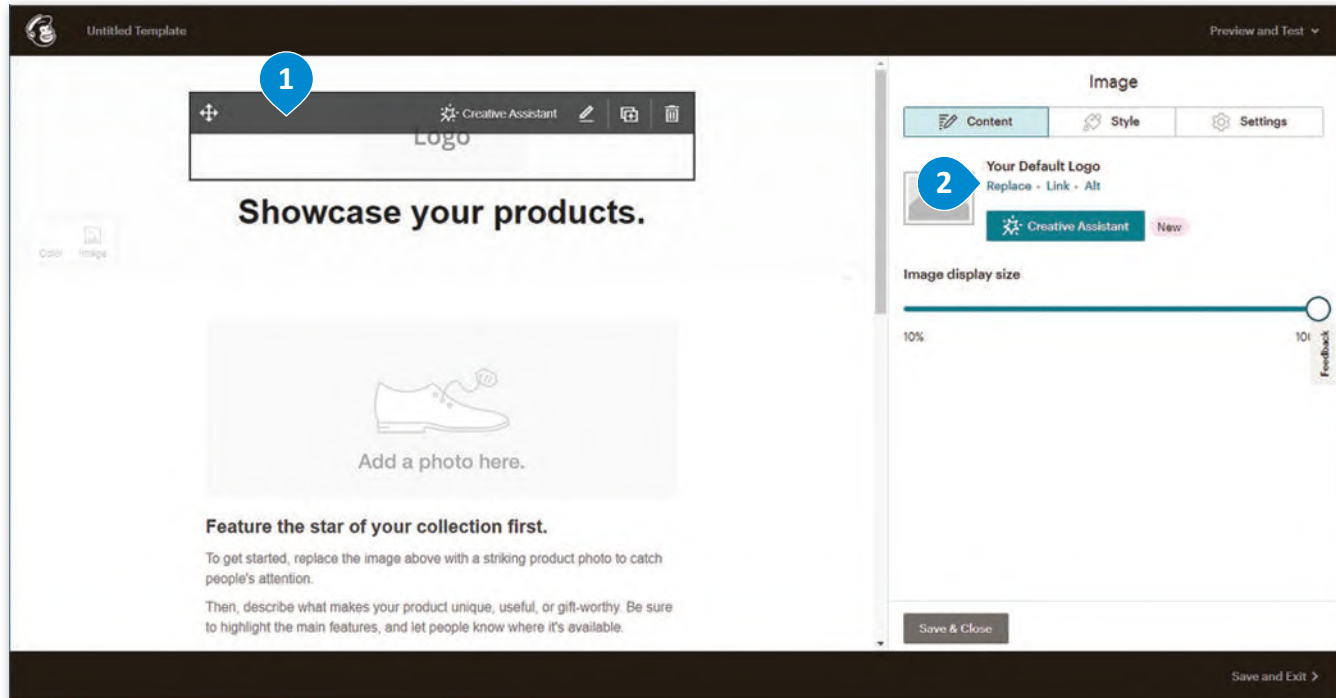 Untitled Template
Preview and Test
1
Creative Assistant
Logo
Showcase your products.
Color Image
Add a photo here.
Feature the star of your collection first.
To get started, replace the image above with a striking product photo to catch
people's attention.
Then, describe what makes your product unique, useful, or gift-worthy. Be sure
to highlight the main features, and let people know where it's available.
Image
Content Style Settings
2
Your Default Logo
Replace - Link - Alt
Creative Assistant New
Image display size
10%
Feedback
Save & Close
Save and Exit